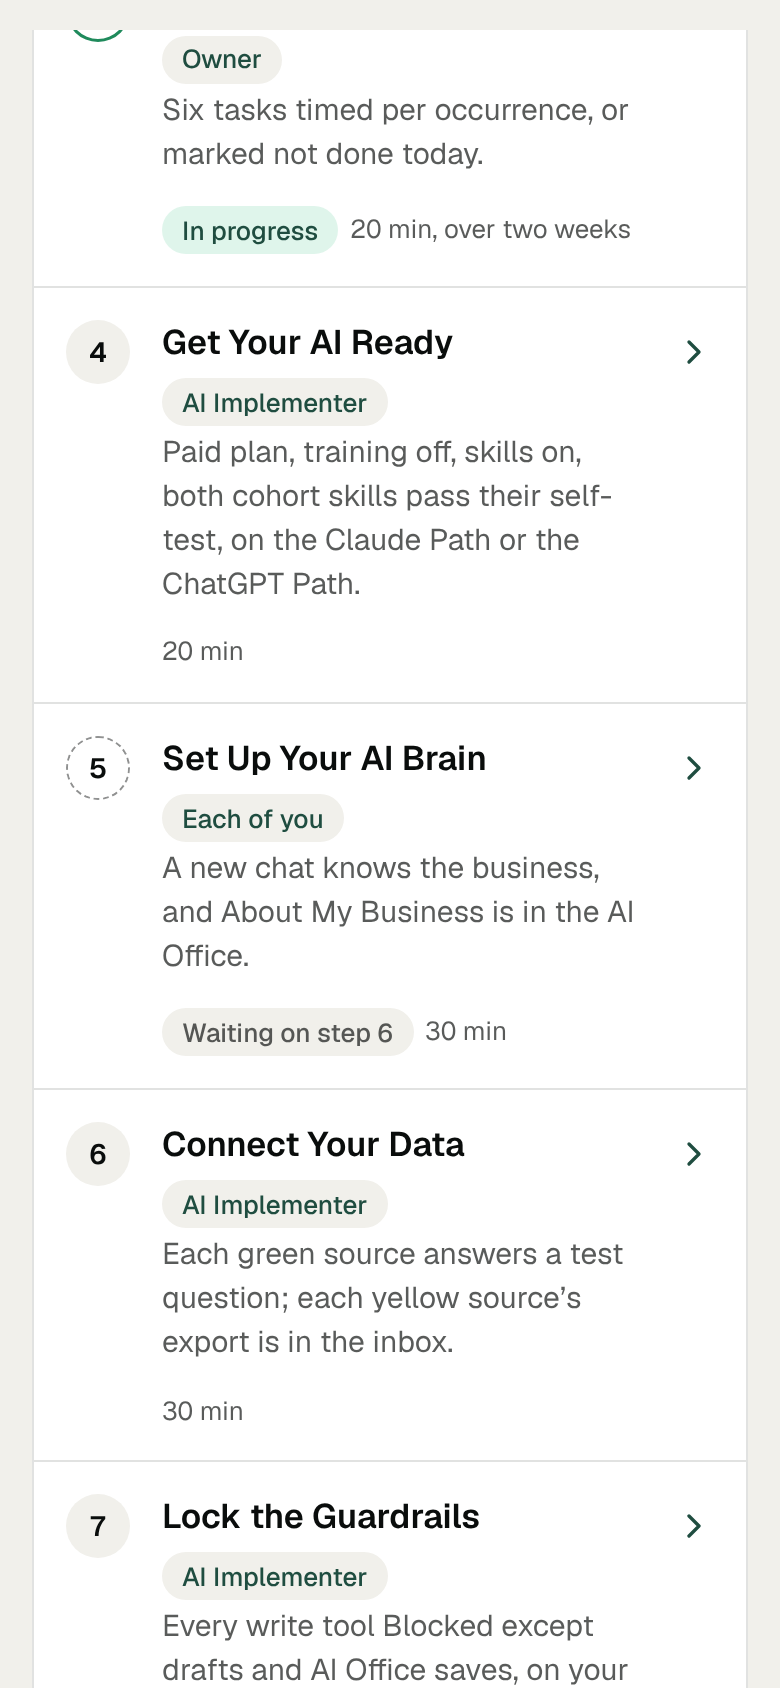 Owner
Six tasks timed per occurrence, or
marked not done today.
In progress 20 min, over two weeks
4 Get Your AI Ready
AI Implementer
Paid plan, training off, skills on,
both cohort skills pass their self-
test, on the Claude Path or the
ChatGPT Path.
20 min
5 Set Up Your AI Brain
Each of you
A new chat knows the business,
and About My Business is in the AI
Office.
Waiting on step 6 30 min
6 Connect Your Data
AI Implementer
Each green source answers a test
question; each yellow source’s
export is in the inbox.
30 min
7 Lock the Guardrails
AI Implementer
Every write tool Blocked except
drafts and AI Office saves, on your